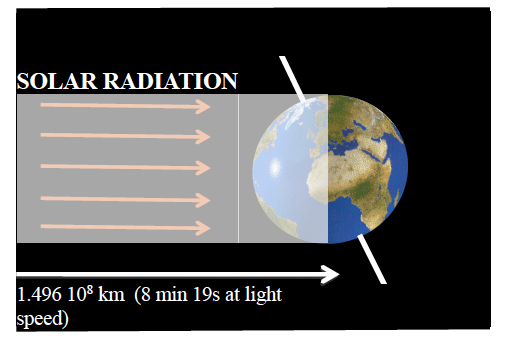 SOLAR RADIATION
1.496 10⁸ km (8 min 19s at light
speed)